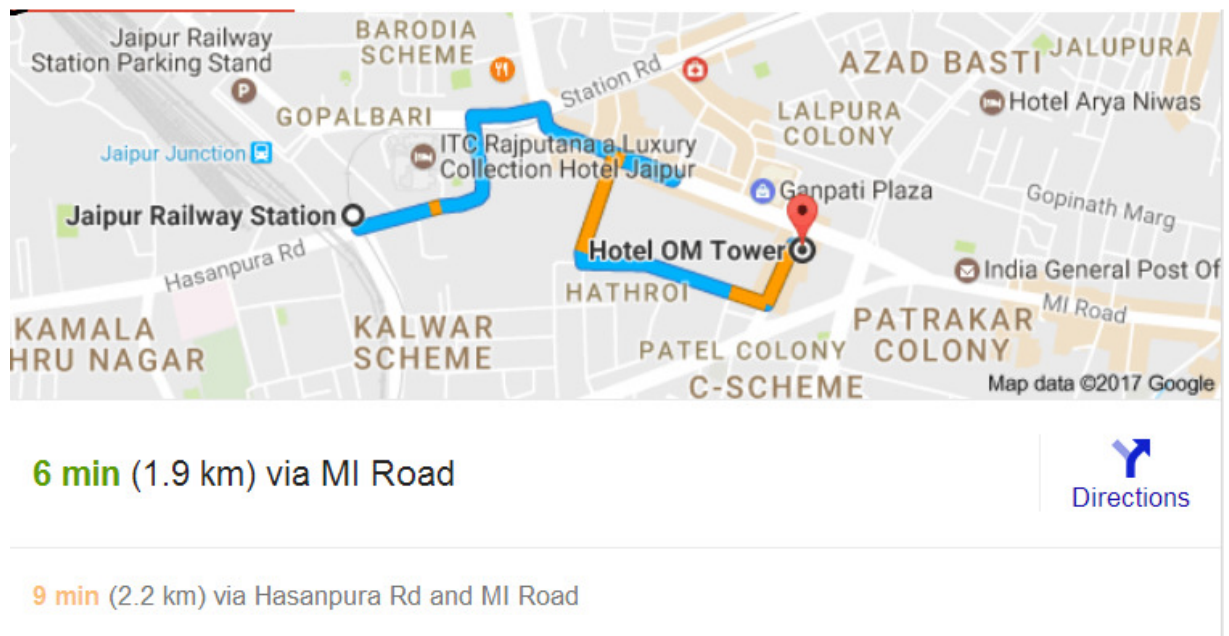 Jaipur Railway
Station Parking Stand
BARODIA
SCHEME
Station Rd
AZAD BASTI
JALUPURA
P
GOPALBARI
LALPURA
COLONY
Hotel Arya Niwas
Jaipur Junction
ITC Rajputana a Luxury
Collection Hotel Jaipur
Ganpati Plaza
Gopinath Marg
Jaipur Railway Station
Hasanpura Rd
Hotel OM Tower
India General Post Of
HATHROI
MI Road
KAMALA
HRU NAGAR
KALWAR
SCHEME
PATRAKAR
COLONY
PATEL COLONY
C-SCHEME
Map data ©2017 Google
6 min (1.9 km) via MI Road
Directions
9 min (2.2 km) via Hasanpura Rd and MI Road